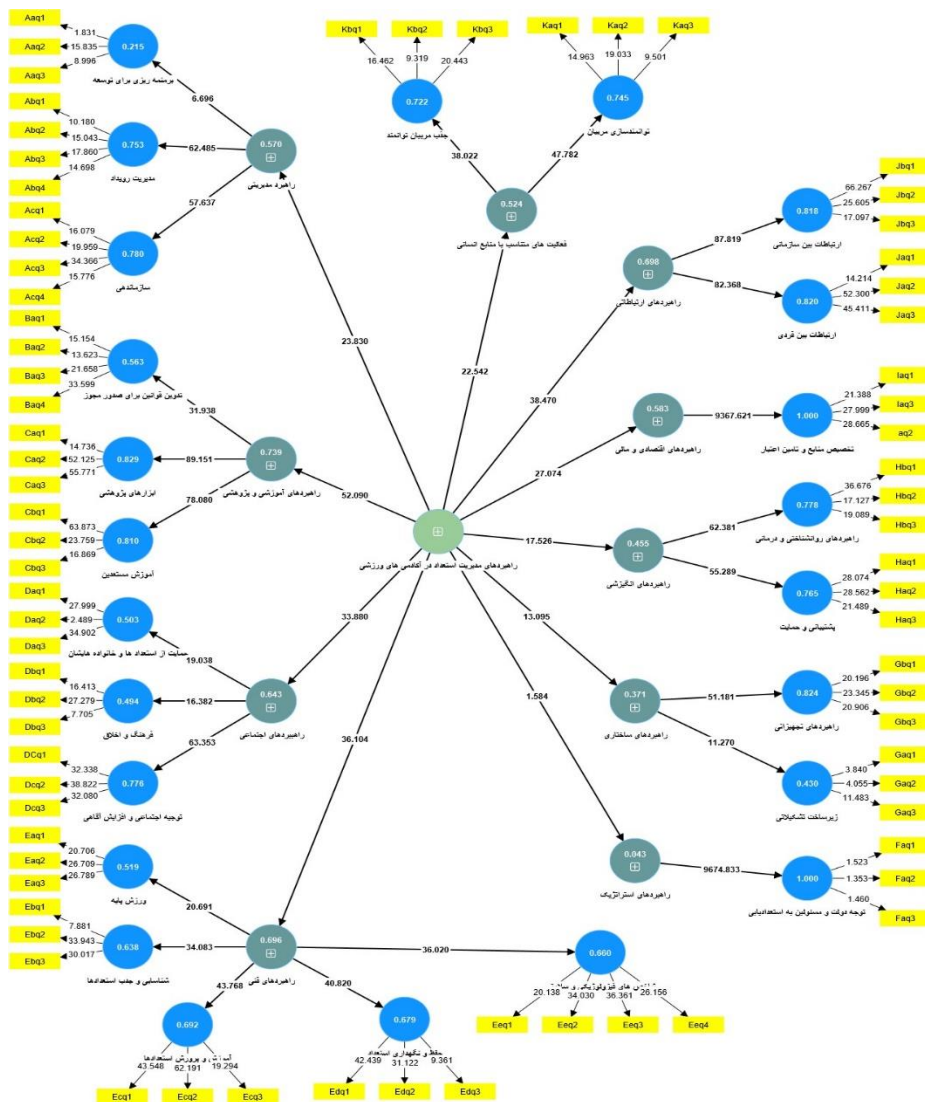 Aaq1
1.831
Aaq2
15.835
Aaq3
8.996
0.215
برمنمه ریزی برای توسعه
6.696
Abq1
10.180
Abq2
15.043
Abq3
17.860
Abq4
14.698
0.753
مدیریت رویداد
62.485
0.570
راهبرد مدیریتی
Acq1
16.079
Acq2
19.959
Acq3
34.366
Acq4
15.776
0.780
سازماندهی
57.637
23.830
Kbq1
Kbq2
Kbq3
16.462
9.319
20.443
0.722
جذب مربیان توانمند
38.022
Kaq1
Kaq2
Kaq3
14.963
19.033
9.501
0.745
توانمندسازی مربیان
47.782
0.524
فعالیت های متناسب با منابع انسانی
22.542
Jbq1
66.267
Jbq2
25.605
Jbq3
17.097
0.818
ارتباطات بین سازمانی
87.819
0.698
راهبردهای ارتباطاتی
82.368
Jaq1
14.214
Jaq2
52.300
Jaq3
45.411
0.820
ارتباطات بین فردی
38.470
Baq1
15.154
Baq2
13.623
Baq3
21.658
Baq4
33.599
0.563
تدوین قوانین برای صدور مجوز
31.938
Caq1
14.736
Caq2
52.125
Caq3
55.771
0.829
ابزارهای پژوهشی
89.151
0.739
راهبردهای آموزشی و پژوهشی
52.090
Cbq1
63.873
Cbq2
23.759
Cbq3
16.869
0.810
آموزش مستعدین
78.080
Iaq1
21.388
Iaq3
27.999
aq2
28.665
1.000
تخصیص منابع و تامین اعتبار
9367.621
0.583
راهبردهای اقتصادی و مالی
27.074
راهبردهای مدیریت استعداد در آکادمی های ورزشی
Hbq1
36.676
Hbq2
17.127
Hbq3
19.089
0.778
راهبردهای روانشناختی و درمانی
62.381
17.526
0.455
راهبردهای انگیزشی
55.289
Haq1
28.074
Haq2
28.562
Haq3
21.489
0.765
پشتیبانی و حمایت
Daq1
27.999
Daq2
2.489
Daq3
34.902
0.503
حمایت از استعداد ها و خانواده هایشان
19.038
33.880
Dbq1
16.413
Dbq2
27.279
Dbq3
7.705
0.494
فرهنگ و اخلاق
16.382
0.643
راهبیردهای اجتماعی
DCq1
32.338
Dcq2
38.822
Dcq3
32.080
0.776
توجیه اجتماعی و افزایش آگاهی
63.353
36.104
13.095
Gbq1
20.196
Gbq2
23.345
Gbq3
20.906
0.824
راهبردهای تجهیزاتی
51.181
0.371
راهبردهای ساختاری
11.270
Gaq1
3.840
Gaq2
4.055
Gaq3
11.483
0.430
زیرساخت تشکیلاتی
1.584
Faq1
1.523
Faq2
1.353
Faq3
1.460
1.000
توجه دولت و مسئولین به استعدادیابی
9674.833
0.043
راهبردهای استراتژیک
Eaq1
20.706
Eaq2
26.709
Eaq3
26.789
0.519
ورزش پایه
20.691
Ebq1
7.881
Ebq2
33.943
Ebq3
30.017
0.638
شناسایی و جذب استعدادها
34.083
0.696
راهبردهای فنی
36.020
0.660
20.138
34.030
36.361
26.156
Eeq1
Eeq2
Eeq3
Eeq4
43.768
0.692
و پرورش استعدادها
43.548
62.191
19.294
Ecq1
Ecq2
Ecq3
40.820
0.679
حفظ و نگهداری استعداد
42.439
31.122
9.361
Edq1
Edq2
Edq3